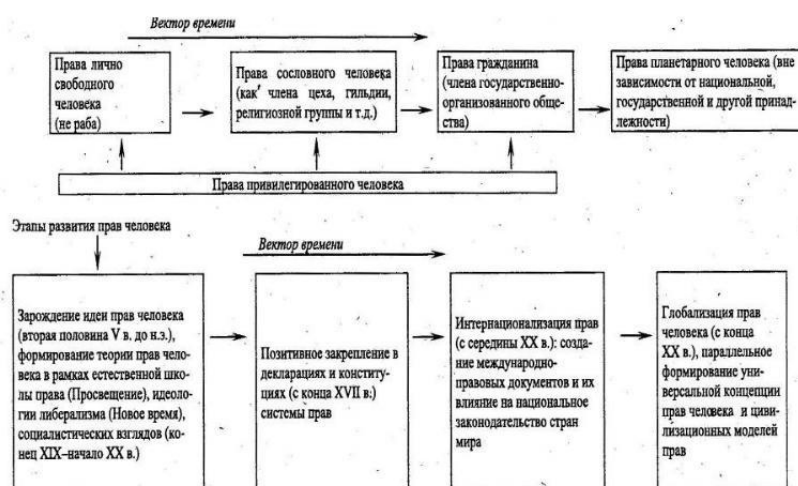 Вектор времени
Права лично
свободного
человека
(не раба)
Права сословного человека
(как члена цеха, гильдии,
религиозной группы и т.д.)
Права гражданина
(члена государственно-
организованного обще-
ства)
Права планетарного человека (вне
зависимости от национальной,
государственной и другой принад-
лежности)
Права привилегированного человека
Этапы развития прав человека
Вектор времени
Зарождение идеи прав человека
(вторая половина V в. до н.э.),
формирование теории прав чело-
века в рамках естественной шко-
лы права (Просвещение), идеоло-
гии либерализма (Новое время),
социалистических взглядов (ко-
нец XIX–начало XX в.)
Позитивное закрепление в
декларациях и консститу-
циях (с конца XVII в.)
системы прав
Интернационализация прав
(с середины XX в.): созда-
ние международно-
правовых документов и их
влияние на национальное
законодательство стран
мира
Глобализация прав
человека (с конца
XX в.), параллельное
формирование уни-
версальной концепции
прав человека и циви-
лизационных моделей
прав